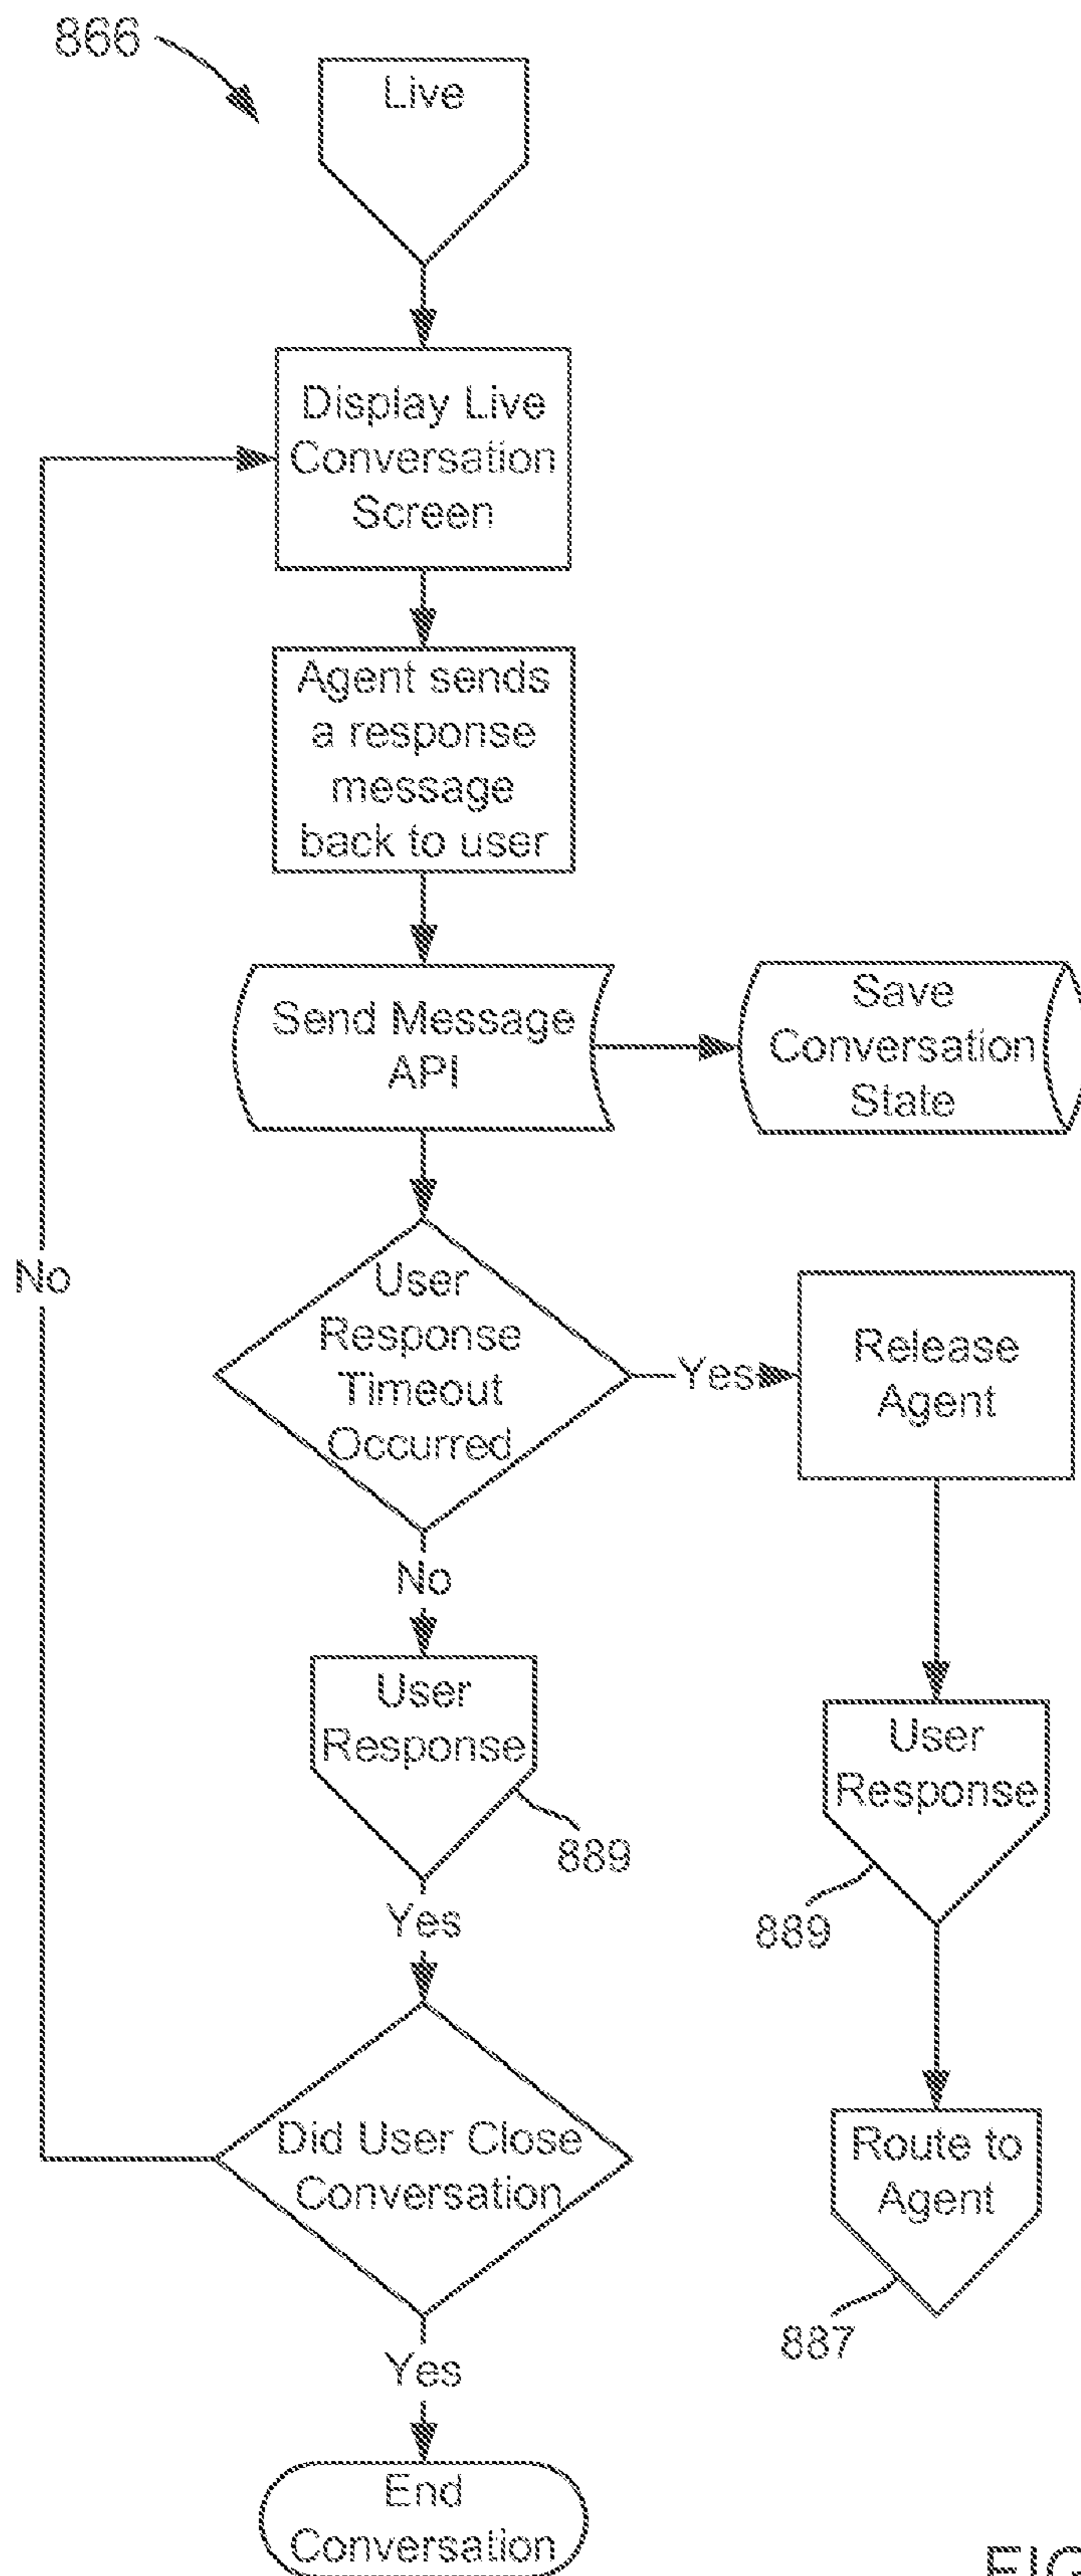 866
Live
Display Live
Conversation
Screen
Agent sends
a response
message
back to user
Send Message
API
Save
Conversation
State
No
User
Response
Timeout
Occurred
Yes
Release
Agent
No
User
Response
889
User
Response
889
Yes
Did User Close
Conversation
Route to
Agent
887
Yes
End
Conversation
FIG